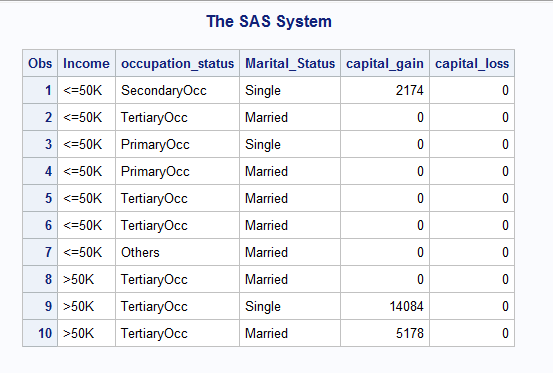 The SAS System
Obs Income occupation_status Marital_Status capital_gain capital_loss
1 <=50K SecondaryOcc Single 2174 0
2 <=50K TertiaryOcc Married 0 0
3 <=50K PrimaryOcc Single 0 0
4 <=50K PrimaryOcc Married 0 0
5 <=50K TertiaryOcc Married 0 0
6 <=50K TertiaryOcc Married 0 0
7 <=50K Others Married 0 0
8 >50K TertiaryOcc Married 0 0
9 >50K TertiaryOcc Single 14084 0
10 >50K TertiaryOcc Married 5178 0